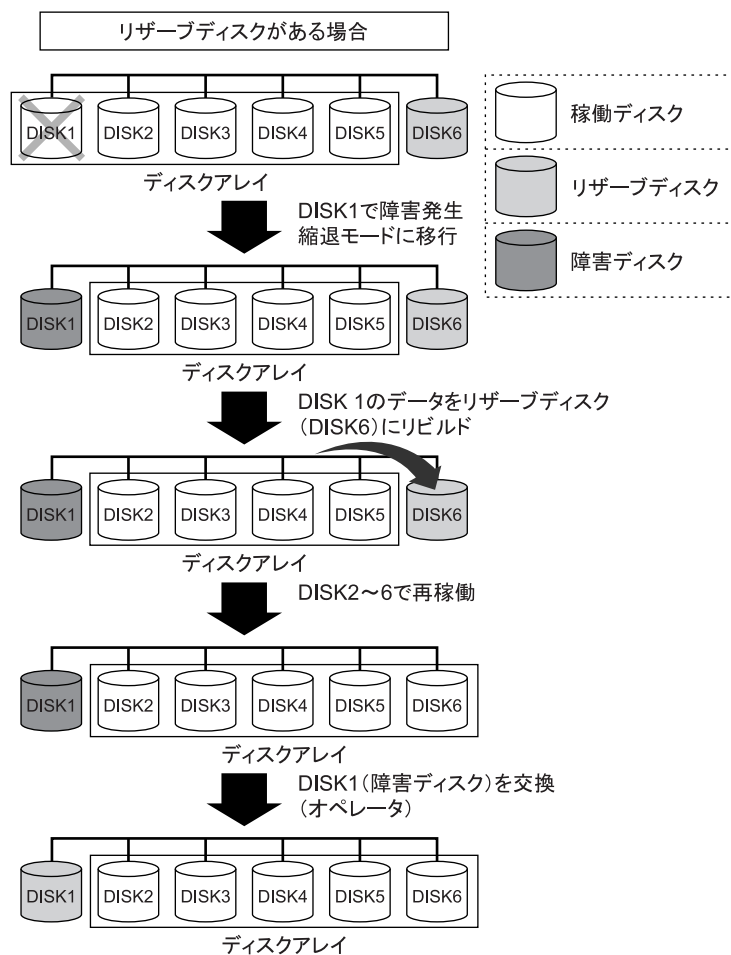 リザーブディスクがある場合
DISK1 DISK2 DISK3 DISK4 DISK5 DISK6
ディスクアレイ
稼働ディスク
リザーブディスク
障害ディスク
DISK1で障害発生
縮退モードに移行
DISK1 DISK2 DISK3 DISK4 DISK5 DISK6
ディスクアレイ
DISK 1のデータをリザーブディスク
(DISK6)にリビルド
DISK1 DISK2 DISK3 DISK4 DISK5 DISK6
ディスクアレイ
DISK2〜6で再稼働
DISK1 DISK2 DISK3 DISK4 DISK5 DISK6
ディスクアレイ
DISK1(障害ディスク)を交換
(オペレータ)
DISK1 DISK2 DISK3 DISK4 DISK5 DISK6
ディスクアレイ